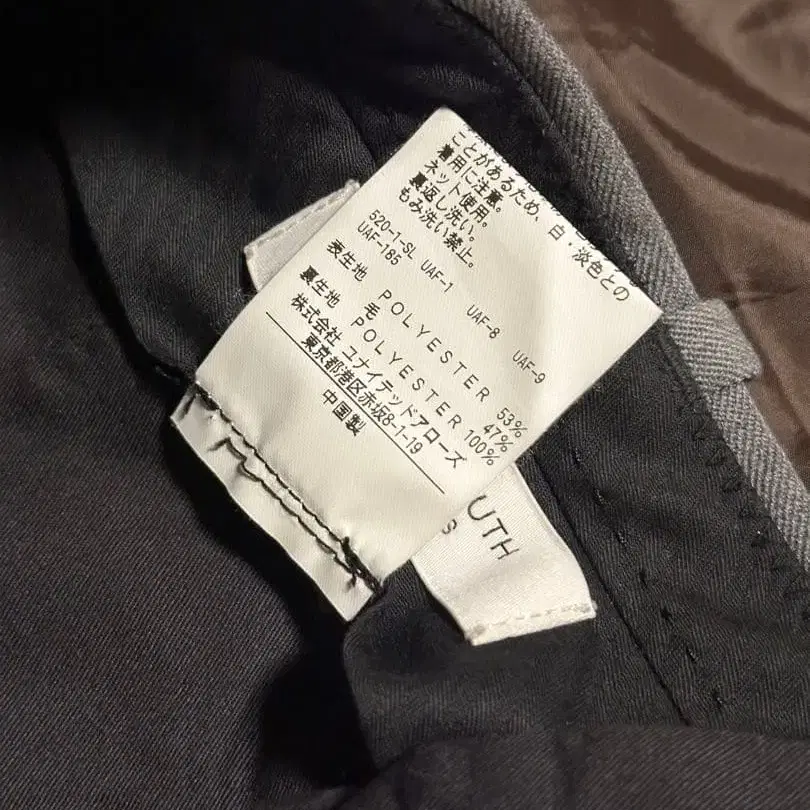 ことがあるため、白・淡色との
着用に注意。
ネット使用。
裏返し洗い。
もみ洗い禁止。
520-1-SL UAF-1 UAF-8 UAF-9
UAF-185
表生地 POLYESTER 53%
毛 47%
裏生地 POLYESTER 100%
株式会社 ユナイテッドアローズ
東京都港区赤坂8-1-19
中国製
UTH
S